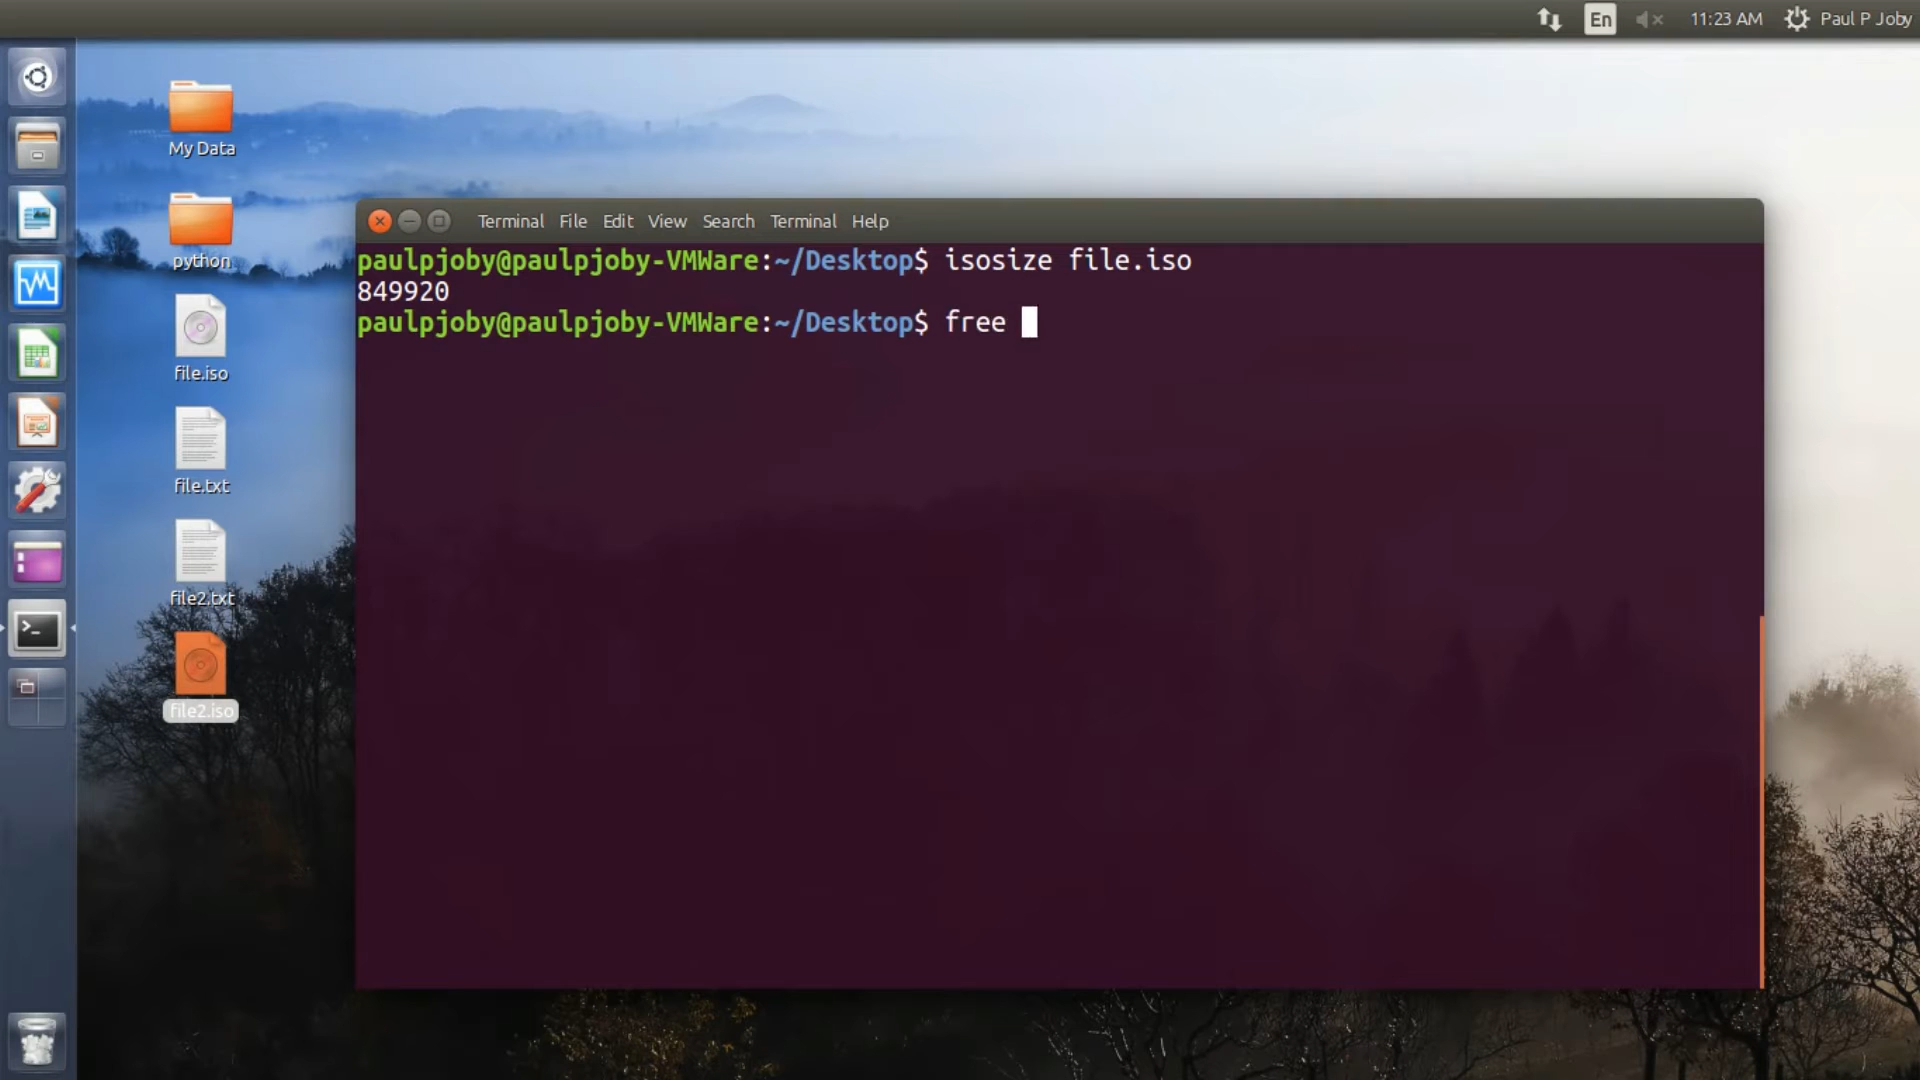 En 11:23 AM Paul P Joby
My Data
python
file.iso
file.txt
file2.txt
file2.iso
Terminal File Edit View Search Terminal Help
paulpjoby@paulpjoby-VMWare:~/Desktop$ isosize file.iso
849920
paulpjoby@paulpjoby-VMWare:~/Desktop$ free